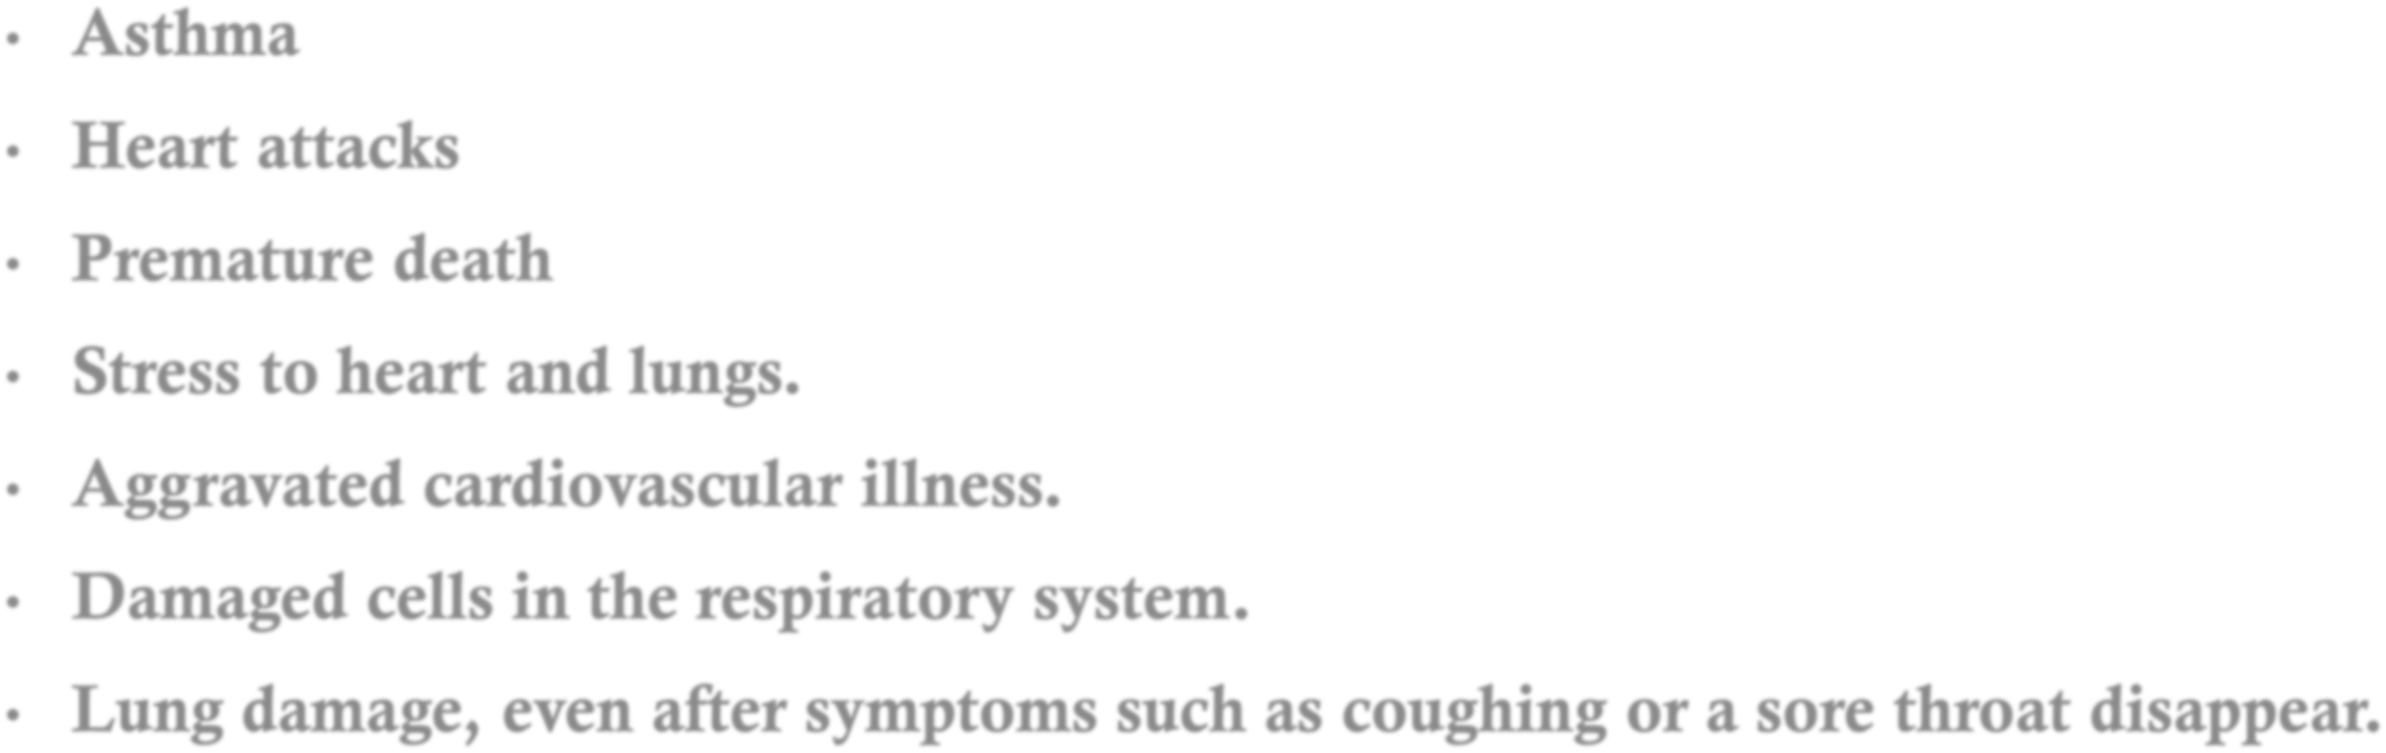 • Asthma
• Heart attacks
• Premature death
• Stress to heart and lungs.
• Aggravated cardiovascular illness.
• Damaged cells in the respiratory system.
• Lung damage, even after symptoms such as coughing or a sore throat disappear.